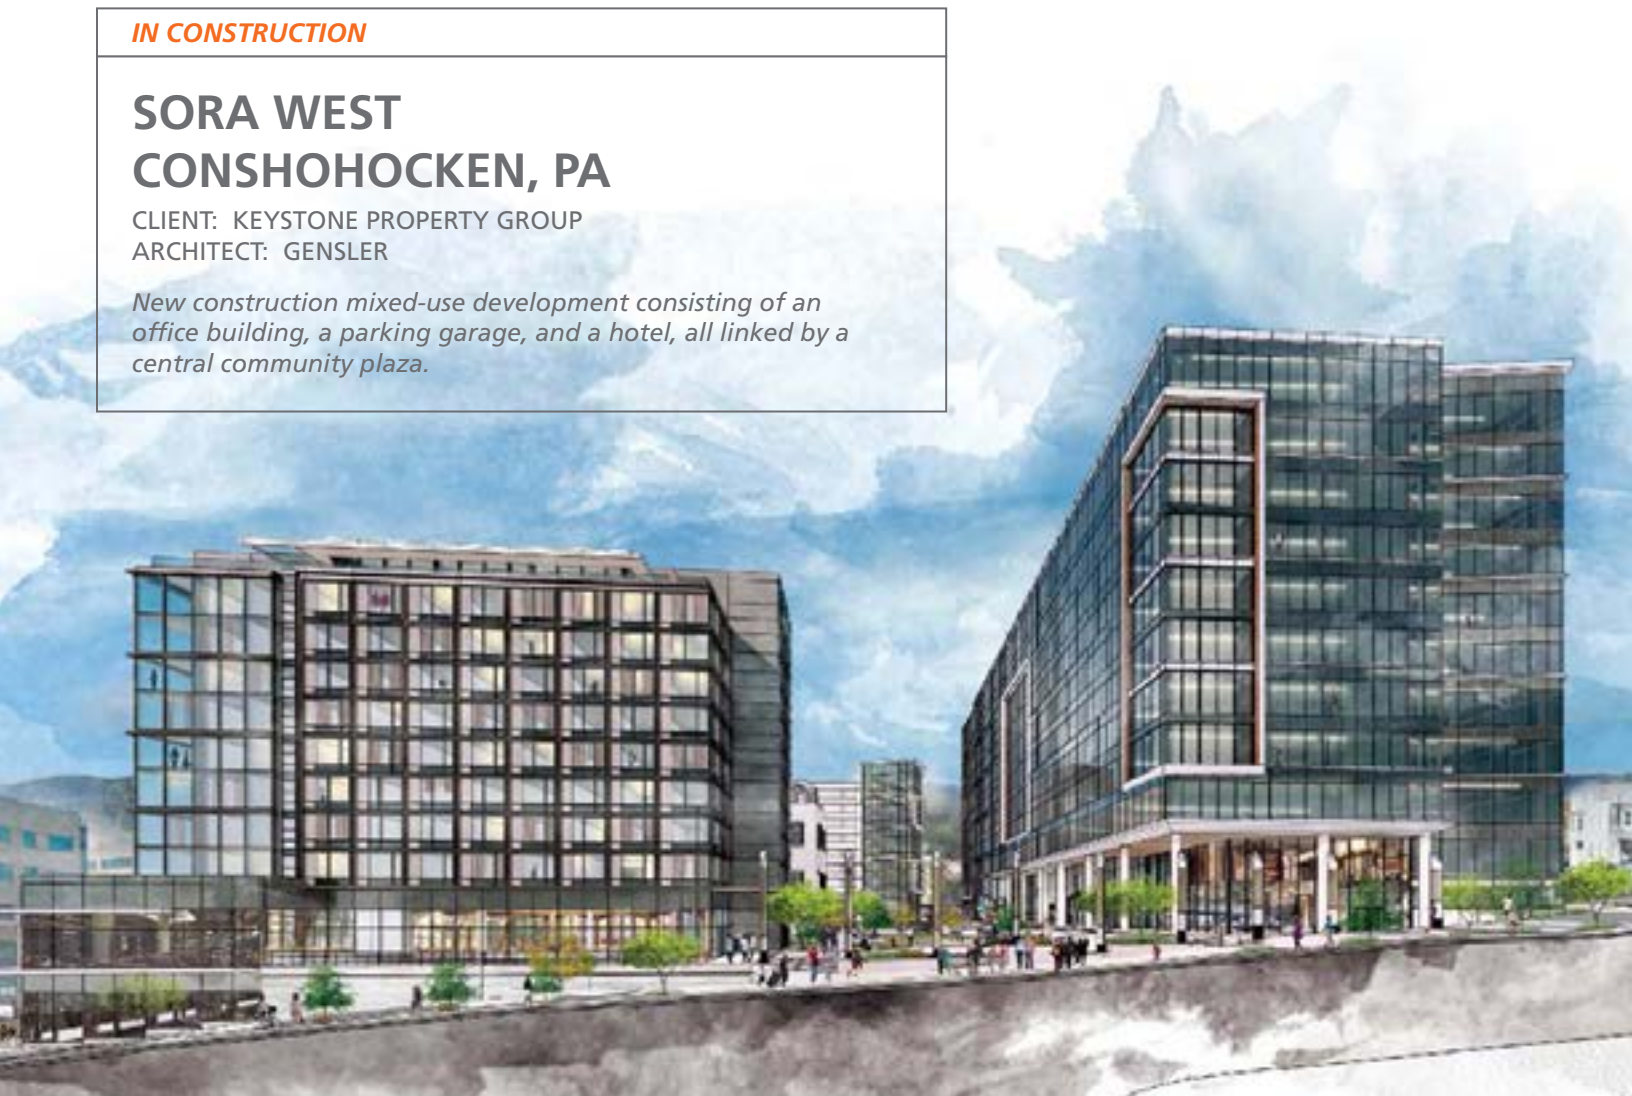 IN CONSTRUCTION
SORA WEST
CONSHOHOCKEN, PA
CLIENT: KEYSTONE PROPERTY GROUP
ARCHITECT: GENSLER
New construction mixed-use development consisting of an
office building, a parking garage, and a hotel, all linked by a
central community plaza.